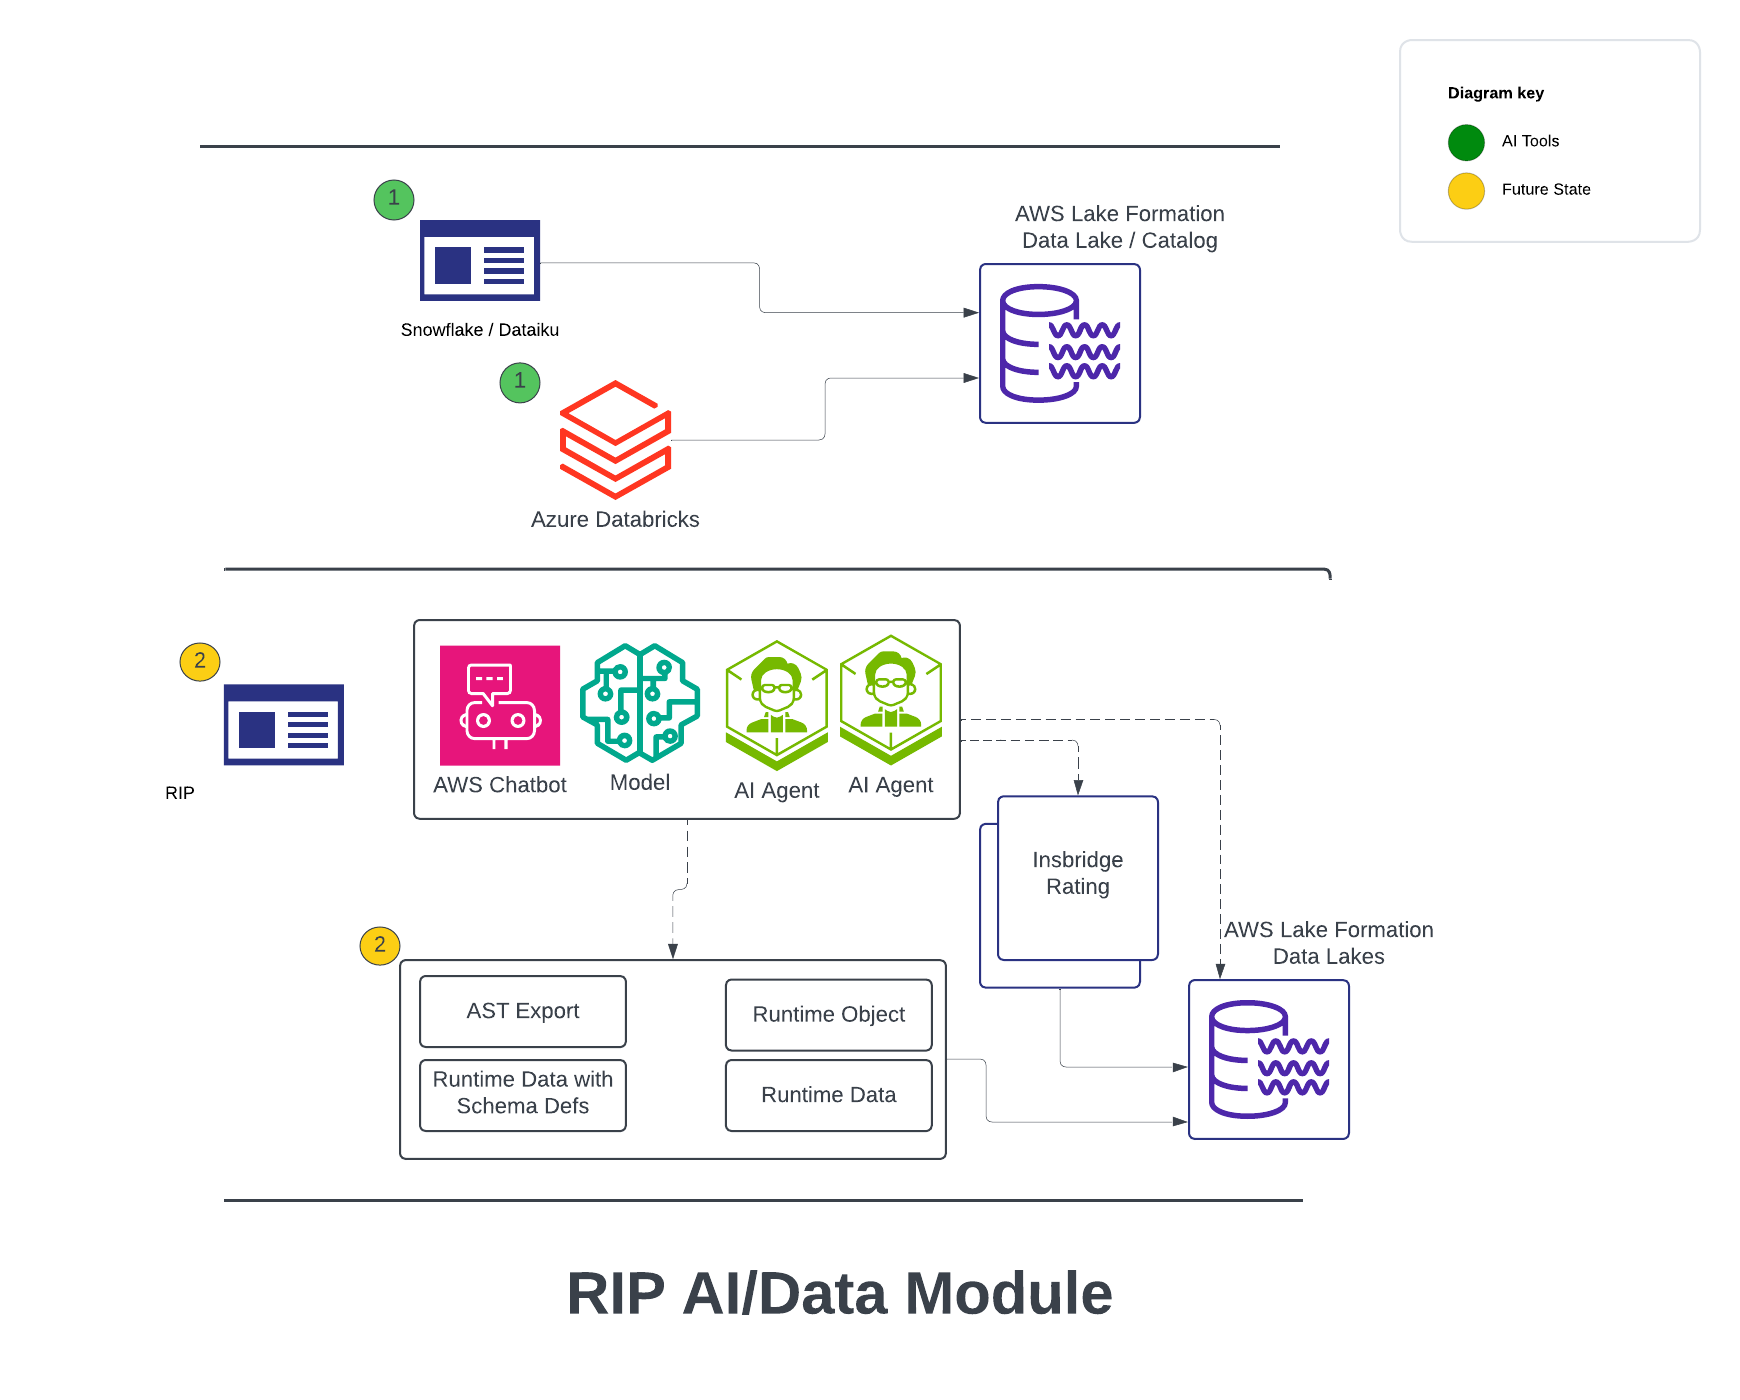 Diagram key
AI Tools
Future State
1
AWS Lake Formation
Data Lake / Catalog
Snowflake / Dataiku
1
Azure Databricks
2
AWS Chatbot
Model
AI Agent
AI Agent
RIP
Insbridge
Rating
2
AWS Lake Formation
Data Lakes
AST Export
Runtime Object
Runtime Data with
Schema Defs
Runtime Data
RIP AI/Data Module